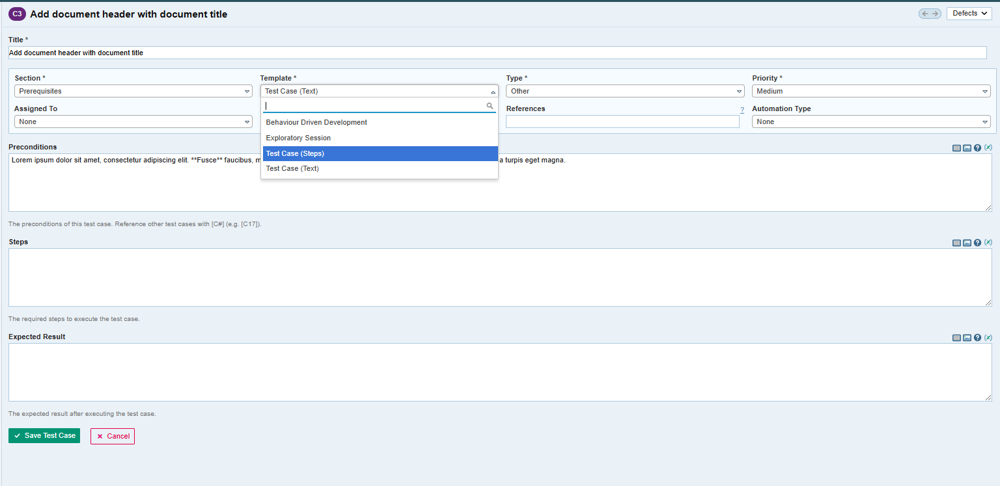 C3 Add document header with document title Defects
Title *
Add document header with document title
Section * Template * Type * Priority *
Prerequisites Test Case (Text) Other Medium
Assigned To References ? Automation Type
None None
Behaviour Driven Development
Exploratory Session
Test Case (Steps)
Test Case (Text)
Preconditions
Lorem ipsum dolor sit amet, consectetur adipiscing elit. **Fusce** faucibus, m a turpis eget magna.
The preconditions of this test case. Reference other test cases with [C#] (e.g. [C17]).
Steps
The required steps to execute the test case.
Expected Result
The expected result after executing the test case.
Save Test Case Cancel